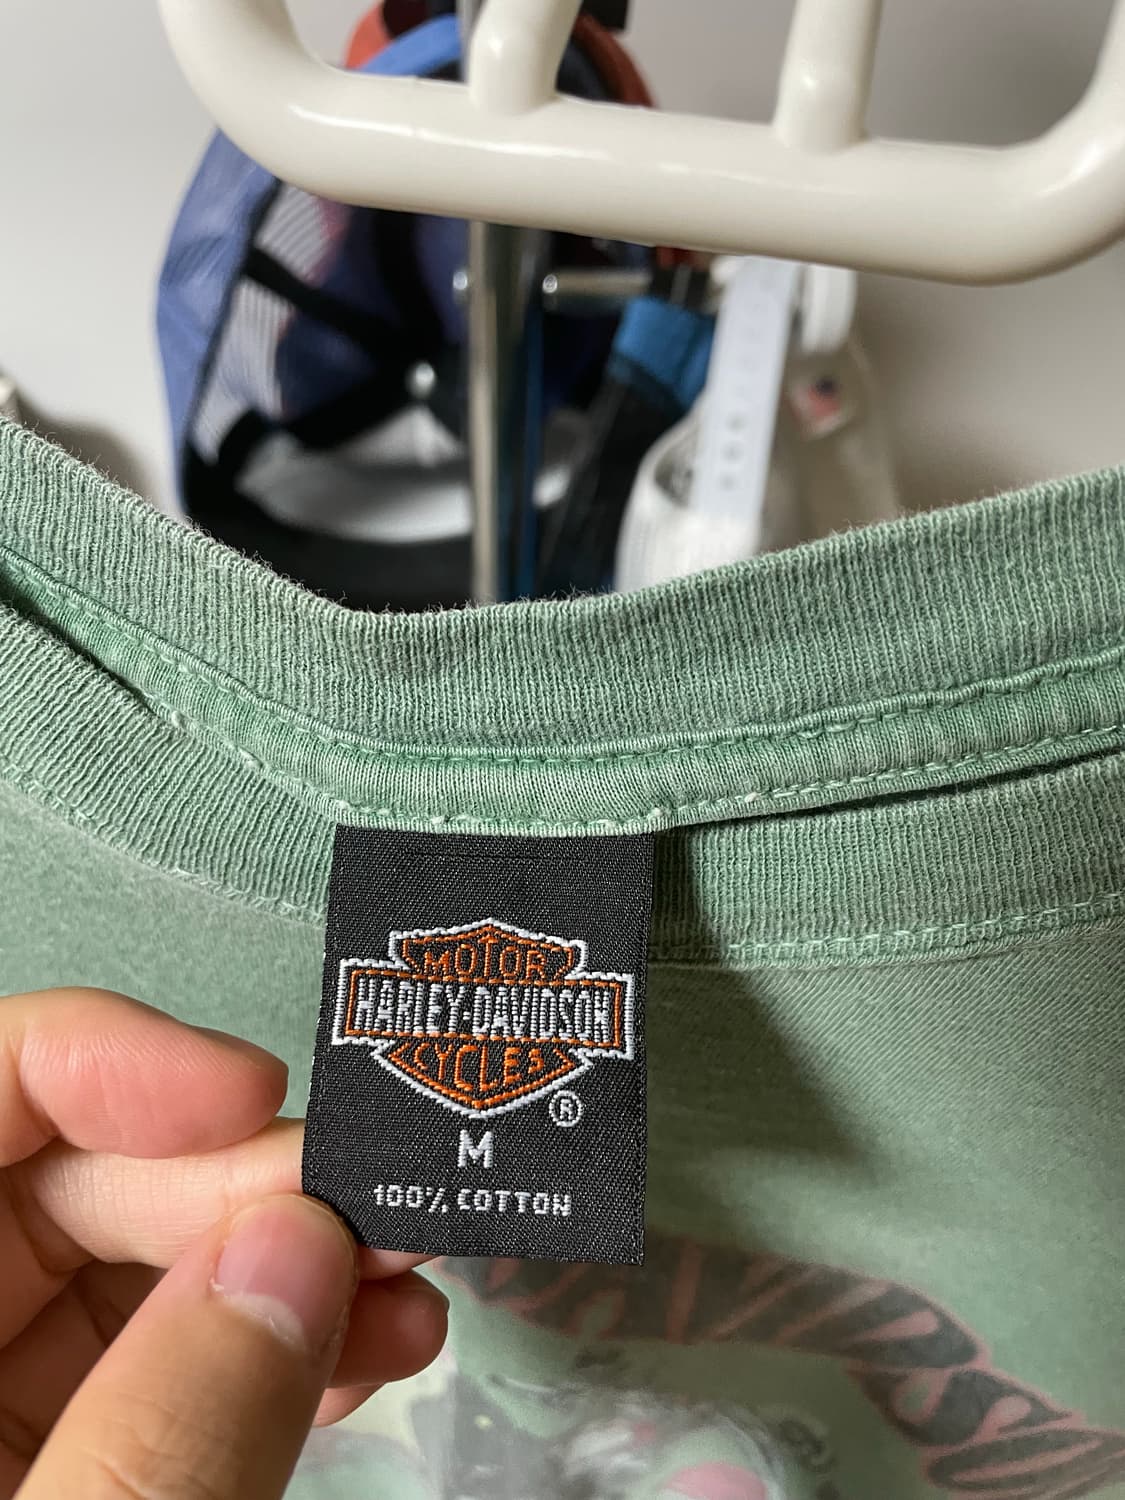 MOTOR
HARLEY-DAVIDSON
CYCLES
®
M
100% COTTON